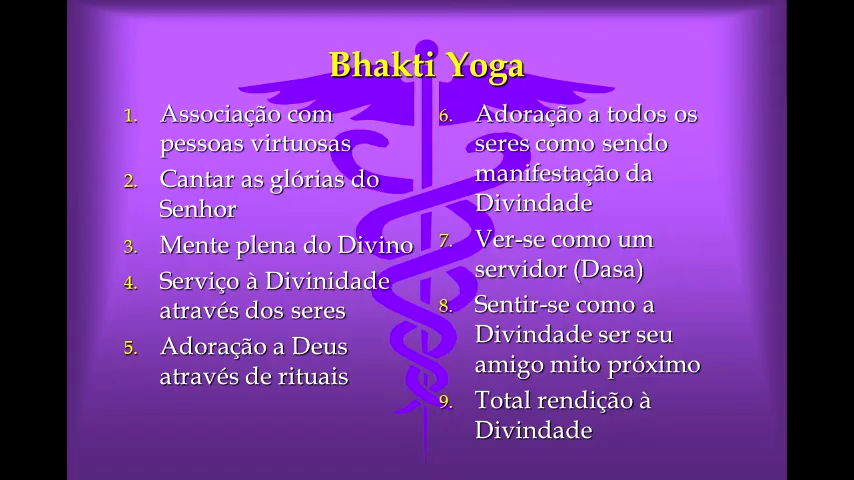 Bhakti Yoga
1. Associação com
pessoas virtuosas
2. Cantar as glórias do
Senhor
3. Mente plena do Divino
4. Serviço à Divinidade
através dos seres
5. Adoração a Deus
através de rituais
6. Adoração a todos os
seres como sendo
manifestação da
Divindade
7. Ver-se como um
servidor (Dasa)
8. Sentir-se como a
Divindade ser seu
amigo mito próximo
9. Total rendição à
Divindade